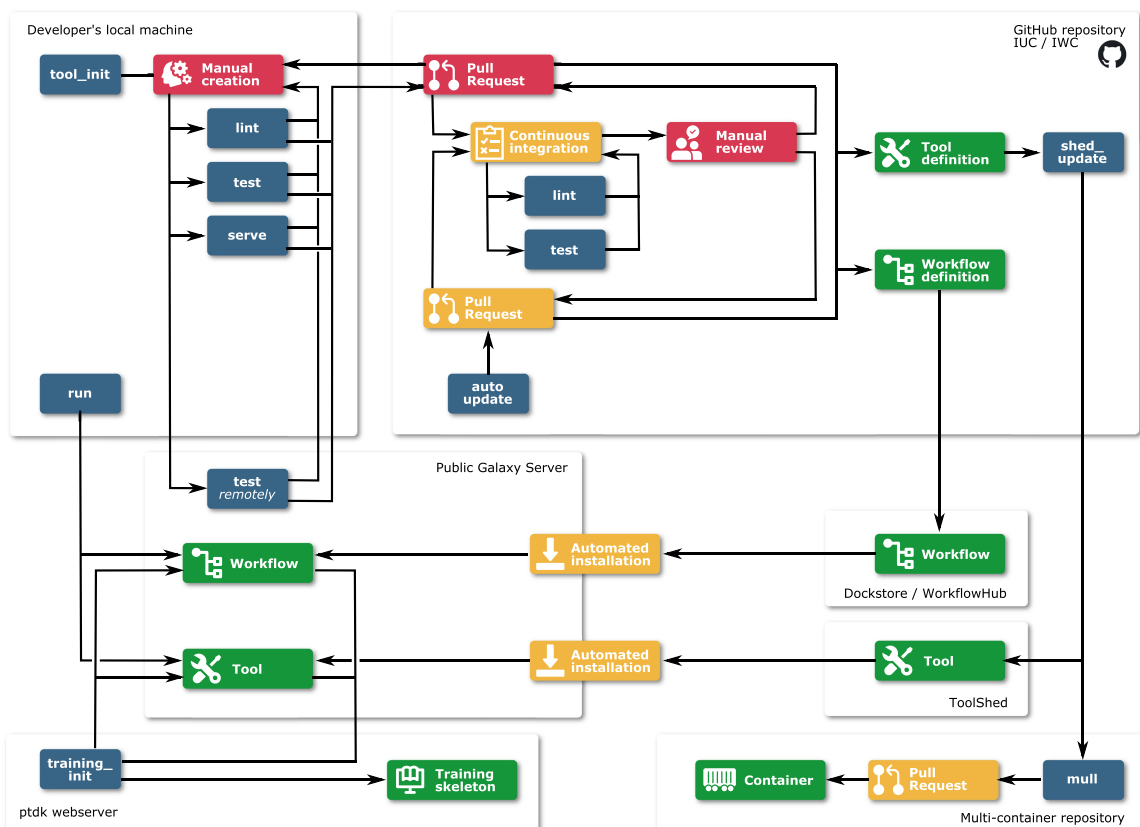 Developer's local machine
tool_init
Manual
creation
lint
test
serve
run
GitHub repository
IUC / IWC
Pull
Request
Continuous
integration
Manual
review
lint
test
Pull
Request
auto
update
Tool
definition
shed_
update
Workflow
definition
Public Galaxy Server
test
remotely
Workflow
Automated
installation
Workflow
Dockstore / WorkflowHub
Tool
Automated
installation
Tool
ToolShed
training_
init
Training
skeleton
ptdk webserver
Container
Pull
Request
mull
Multi-container repository